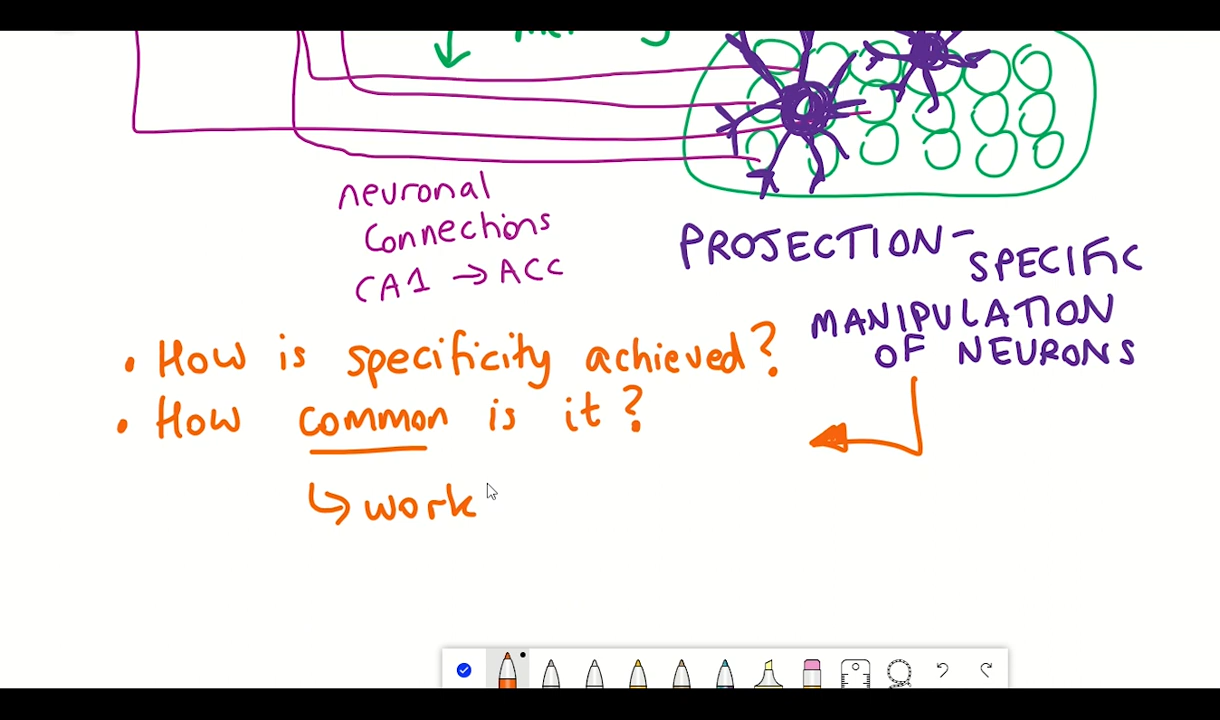 neuronal
Connections
CA1 → ACC
PROJECTION-
SPECIFIC
MANIPULATION
OF NEURONS
• How is specificity achieved?
• How common is it?
↳ work